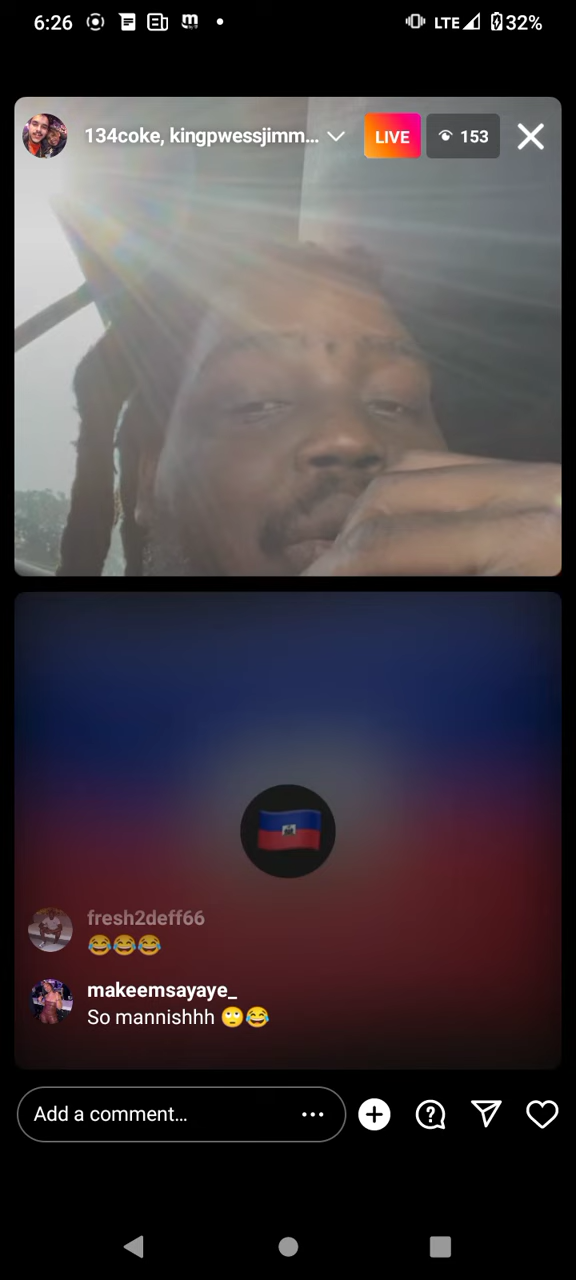 6:26
LTE 32%
134coke, kingpwessjimm...
LIVE
153
fresh2deff66
😂😂😂
makeemsayaye_
So mannishhh 🙄😂
Add a comment...